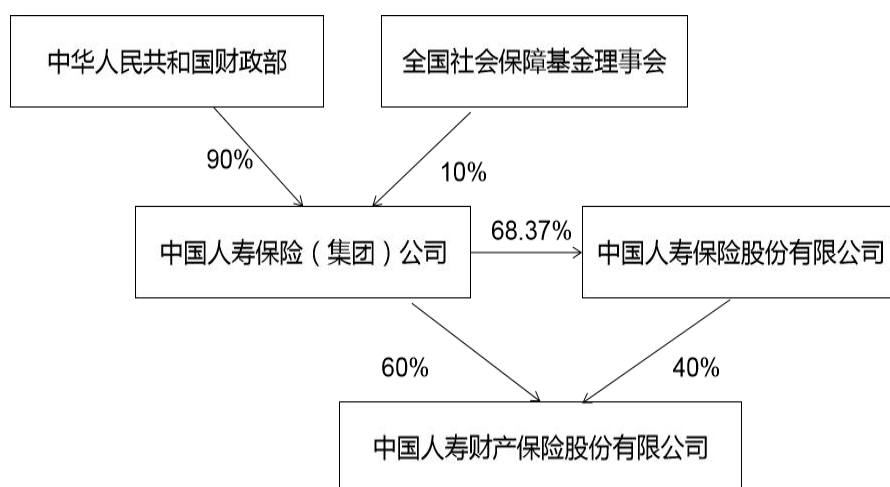 中华人民共和国财政部
全国社会保障基金理事会
90%
10%
中国人寿保险（集团）公司
68.37%
中国人寿保险股份有限公司
60%
40%
中国人寿财产保险股份有限公司